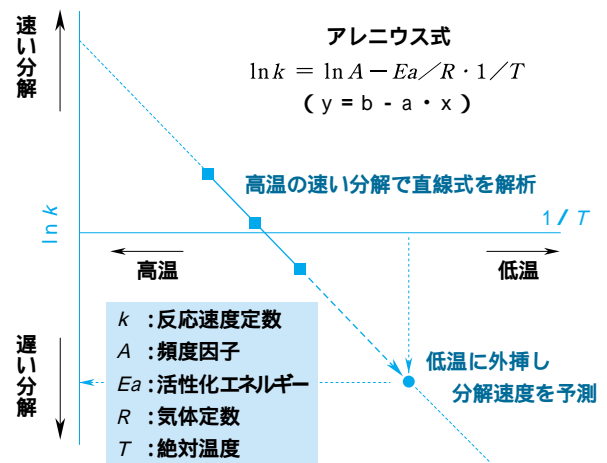 速い分解
アレニウス式
ln k = ln A − Ea／R · 1／T
( y = b - a • x )
高温の速い分解で直線式を解析
ln k
1 / T
高温
低温
k : 反応速度定数
A : 頻度因子
Ea : 活性化エネルギー
R : 気体定数
T : 絶対温度
遅い分解
低温に外挿し
分解速度を予測